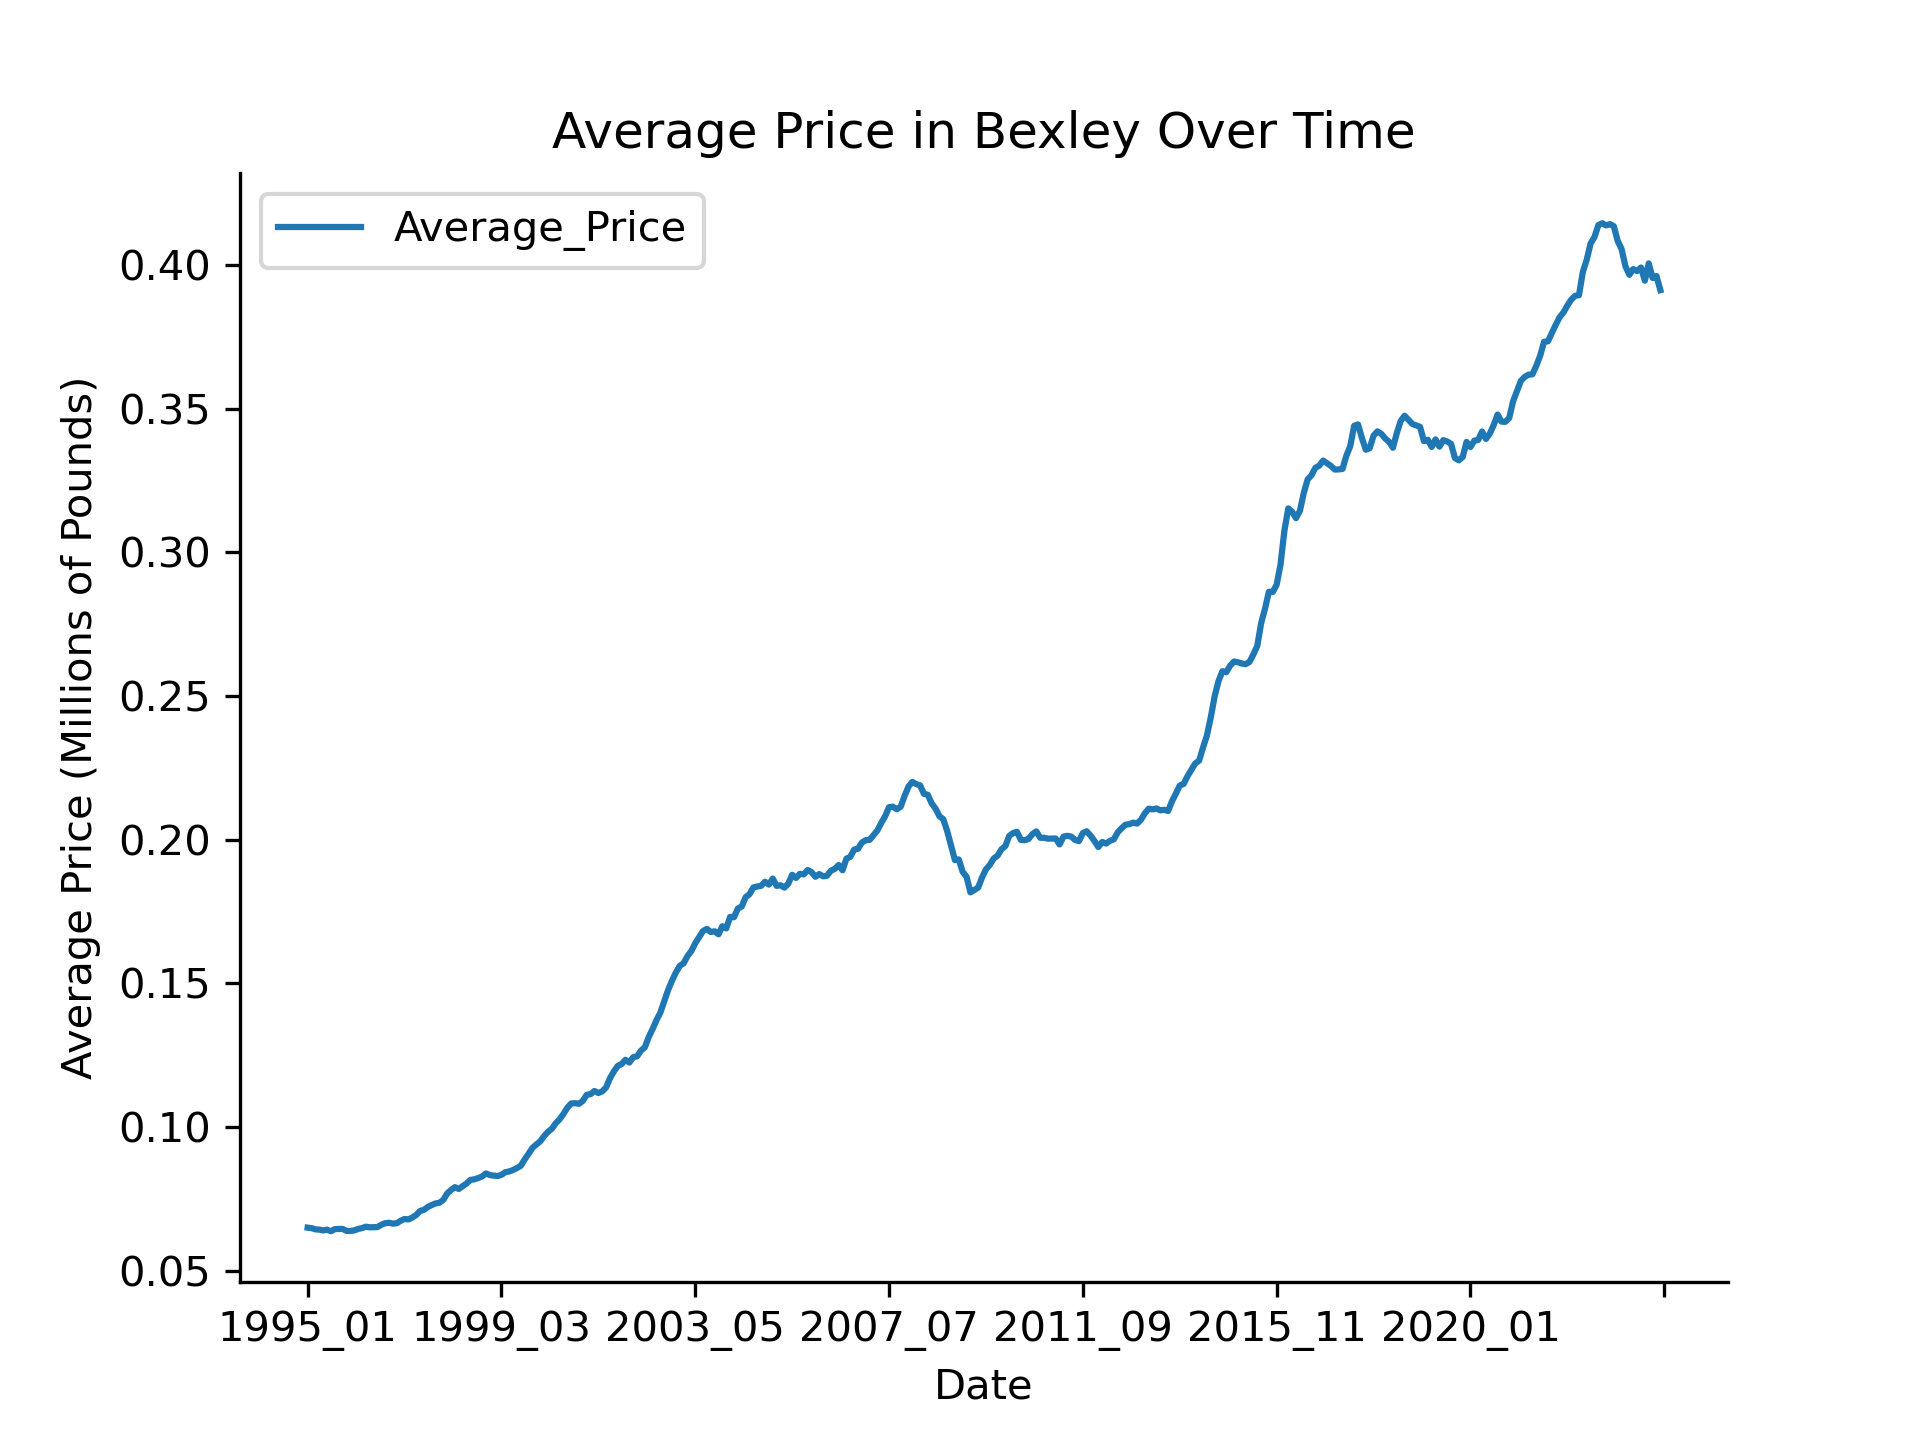 Average Price in Bexley Over Time
Average_Price
0.40
0.35
0.30
0.25
0.20
0.15
0.10
0.05
Average Price (Millions of Pounds)
1995_01 1999_03 2003_05 2007_07 2011_09 2015_11 2020_01
Date